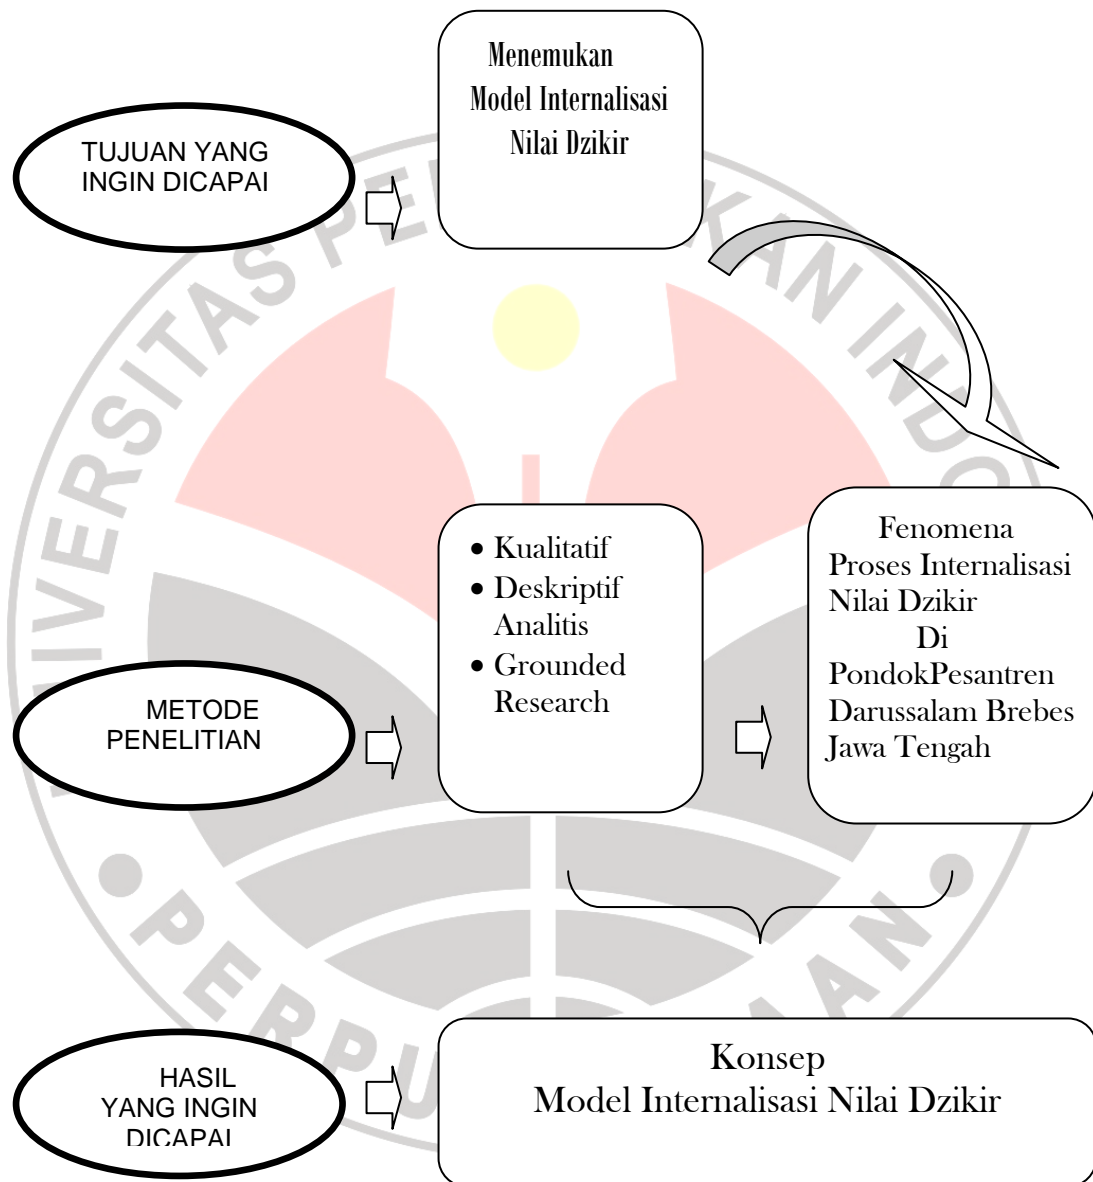 TUJUAN YANG
INGIN DICAPAI
Menemukan
Model Internalisasi
Nilai Dzikir
METODE
PENELITIAN
• Kualitatif
• Deskriptif
Analitis
• Grounded
Research
Fenomena
Proses Internalisasi
Nilai Dzikir
Di
PondokPesantren
Darussalam Brebes
Jawa Tengah
HASIL
YANG INGIN
DICAPAI
Konsep
Model Internalisasi Nilai Dzikir